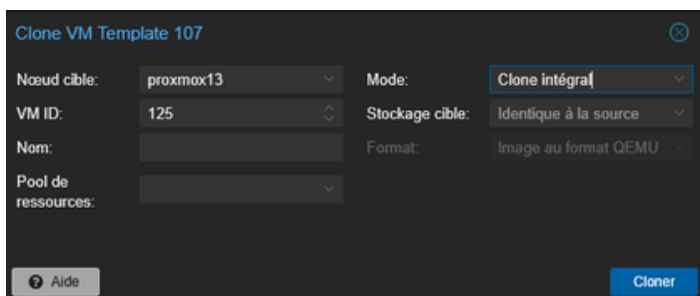 Clone VM Template 107
Nœud cible: proxmox13 Mode: Clone intégral
VM ID: 125 Stockage cible: Identique à la source
Nom: Format: Image au format QEMU
Pool de
ressources:
Aide Cloner